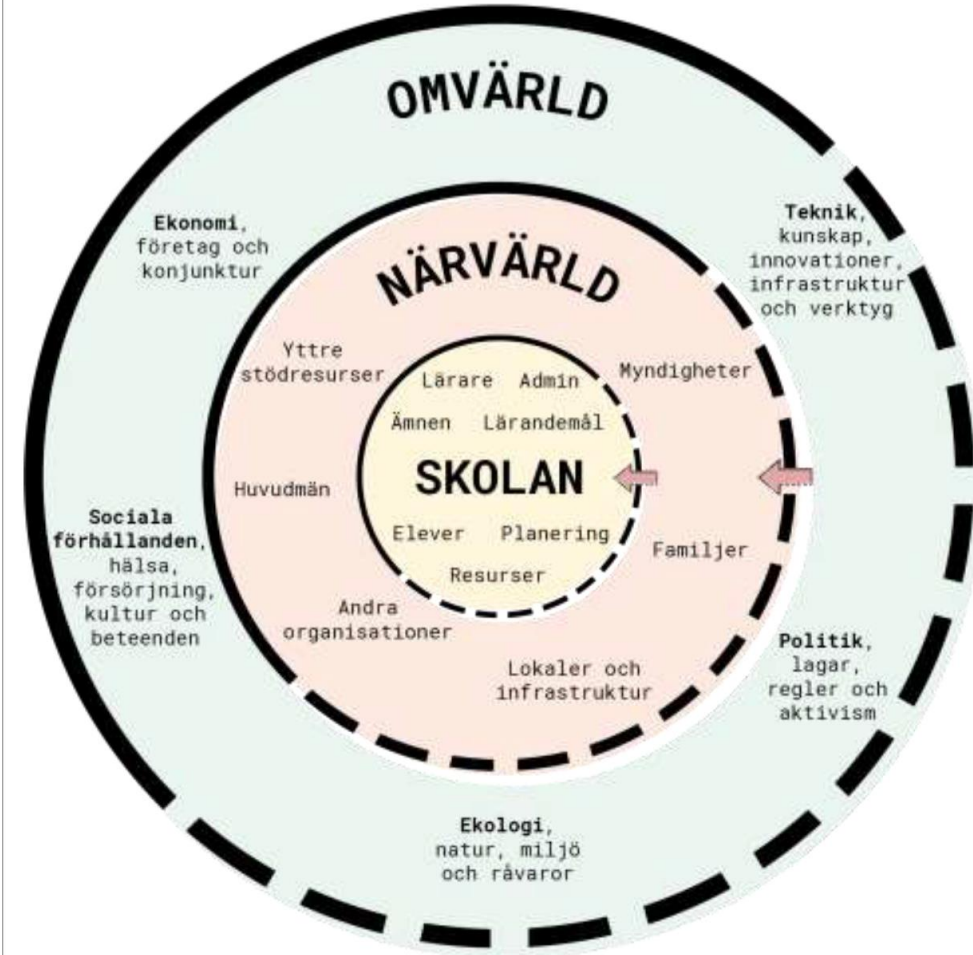 OMVÄRLD
Ekonomi,
företag och
konjunktur
Teknik,
kunskap,
innovationer,
infrastruktur
och verktyg
NÄRVÄRLD
Yttre
stödresurser
Myndigheter
Lärare Admin
Ämnen Lärandemål
SKOLAN
Elever Planering
Resurser
Huvudmän
Familjer
Andra
organisationer
Lokaler och
infrastruktur
Sociala
förhållanden,
hälsa,
försörjning,
kultur och
beteenden
Politik,
lagar,
regler och
aktivism
Ekologi,
natur, miljö
och råvaror